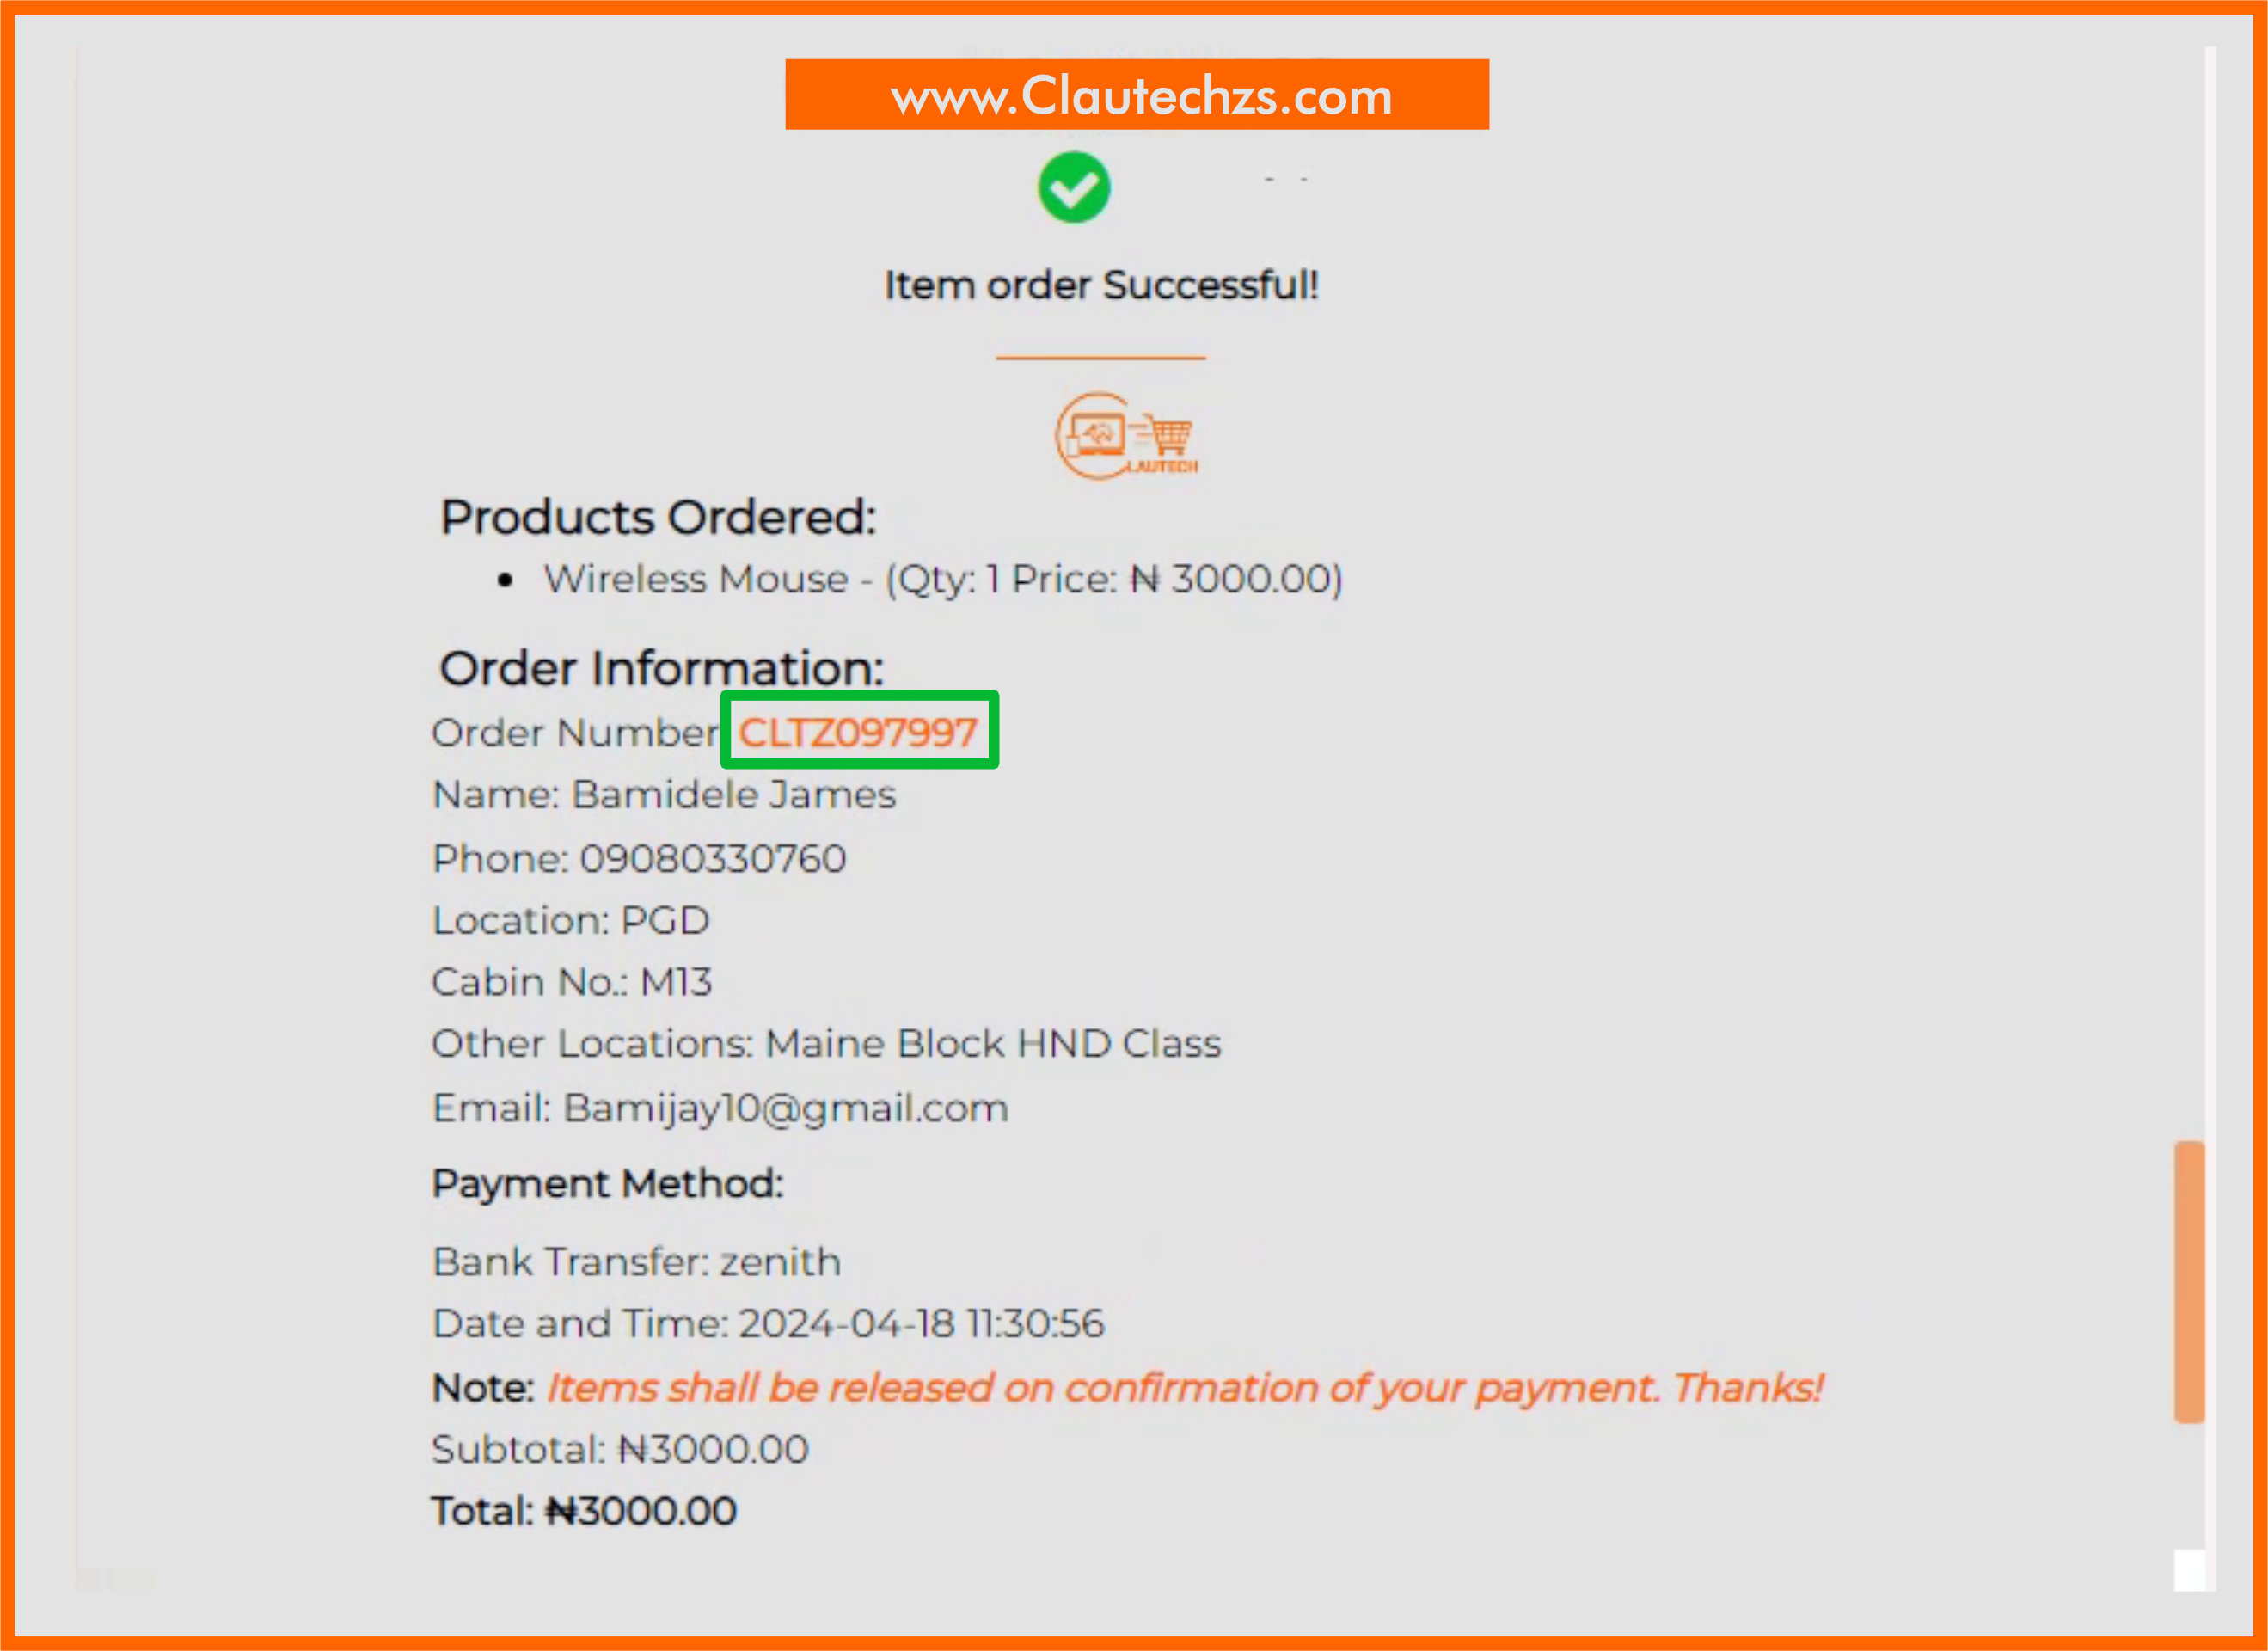 www.Clautechzs.com
Item order Successful!
LAUTECH
Products Ordered:
• Wireless Mouse - (Qty: 1 Price: ₦ 3000.00)
Order Information:
Order Number CLTZ097997
Name: Bamidele James
Phone: 09080330760
Location: PGD
Cabin No.: M13
Other Locations: Maine Block HND Class
Email: Bamijay10@gmail.com
Payment Method:
Bank Transfer: zenith
Date and Time: 2024-04-18 11:30:56
Note: Items shall be released on confirmation of your payment. Thanks!
Subtotal: ₦3000.00
Total: ₦3000.00